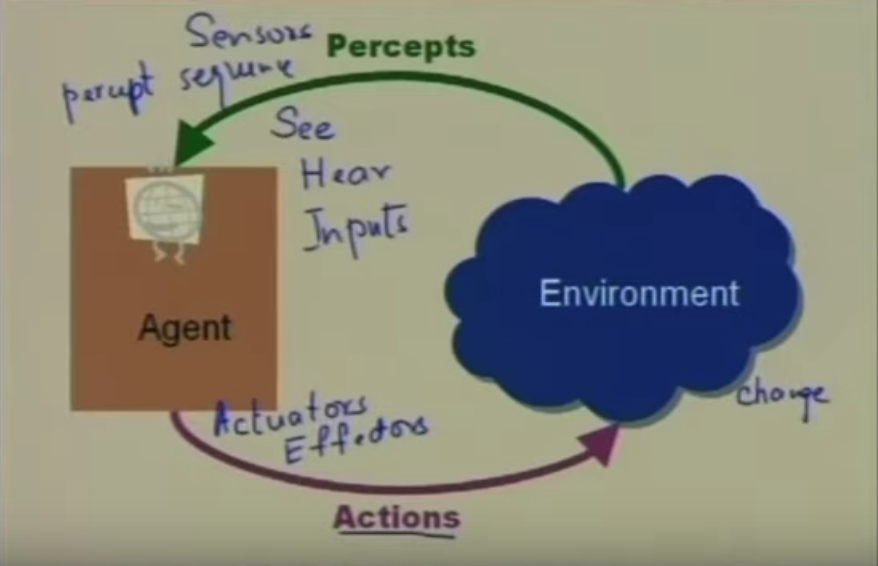 Sensors
Percepts
percept sequence
See
Hear
Inputs
Environment
Agent
change
Actuators
Effectors
Actions